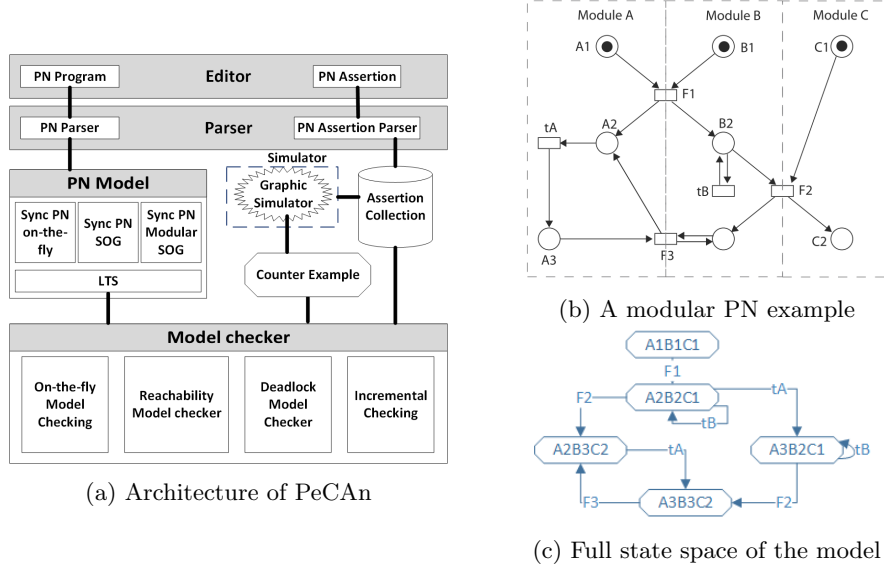 PN Program
Editor
PN Assertion
PN Parser
Parser
PN Assertion Parser
Simulator
PN Model
Graphic
Simulator
Assertion
Collection
Sync PN
on-the-
fly
Sync PN
SOG
Sync PN
Modular
SOG
LTS
Counter Example
Model checker
On-the-fly
Model
Checking
Reachability
Model checker
Deadlock
Model
Checker
Incremental
Checking
(a) Architecture of PeCAn
Module A
Module B
Module C
A1
B1
C1
F1
tA
A2
B2
tB
F2
A3
F3
C2
(b) A modular PN example
A1B1C1
F1
A2B2C1
F2
tA
tB
A2B3C2
tA
A3B2C1
tB
F3
A3B3C2
F2
(c) Full state space of the model